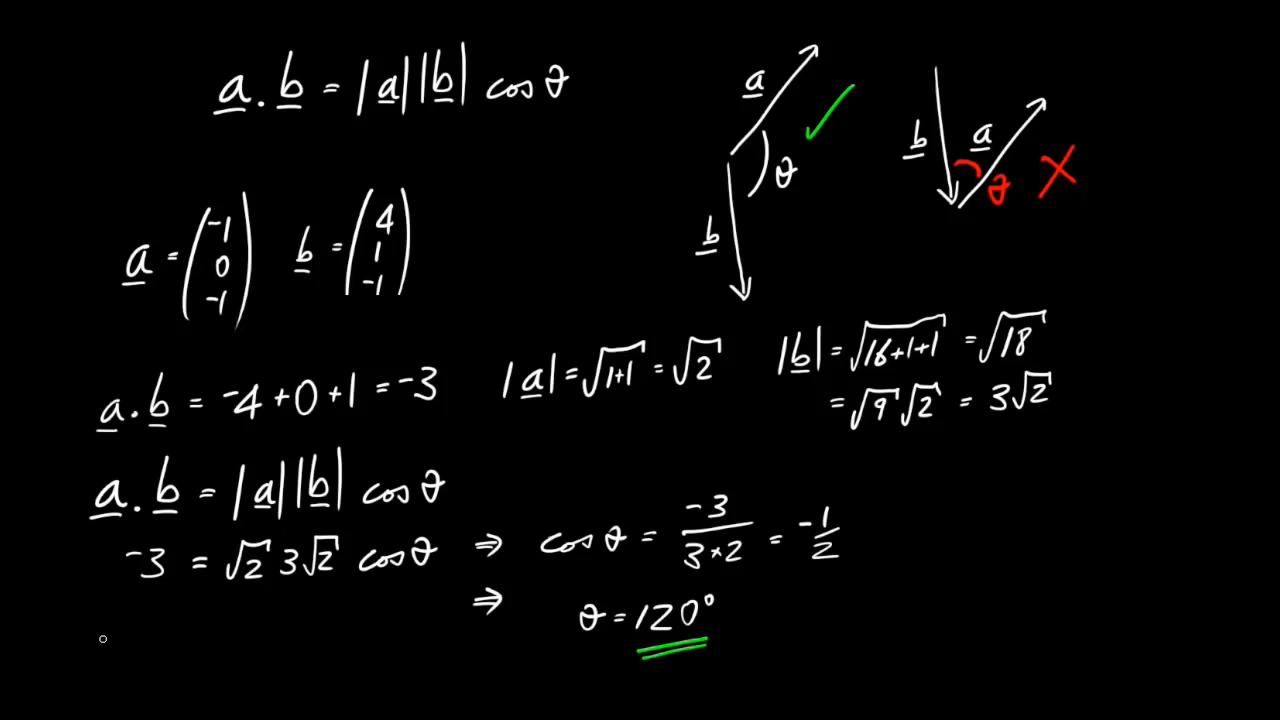 a . b = |a| |b| cos θ
a
θ
b
b
a
θ
a = (-1 0 -1) b = (4 1 -1)
a . b = -4 + 0 + 1 = -3
|a| = √1+1 = √2
|b| = √16+1+1 = √18
= √9 √2 = 3√2
a . b = |a| |b| cos θ
-3 = √2 3√2 cos θ ⇒ cos θ = -3/3×2 = -1/2
⇒ θ = 120°